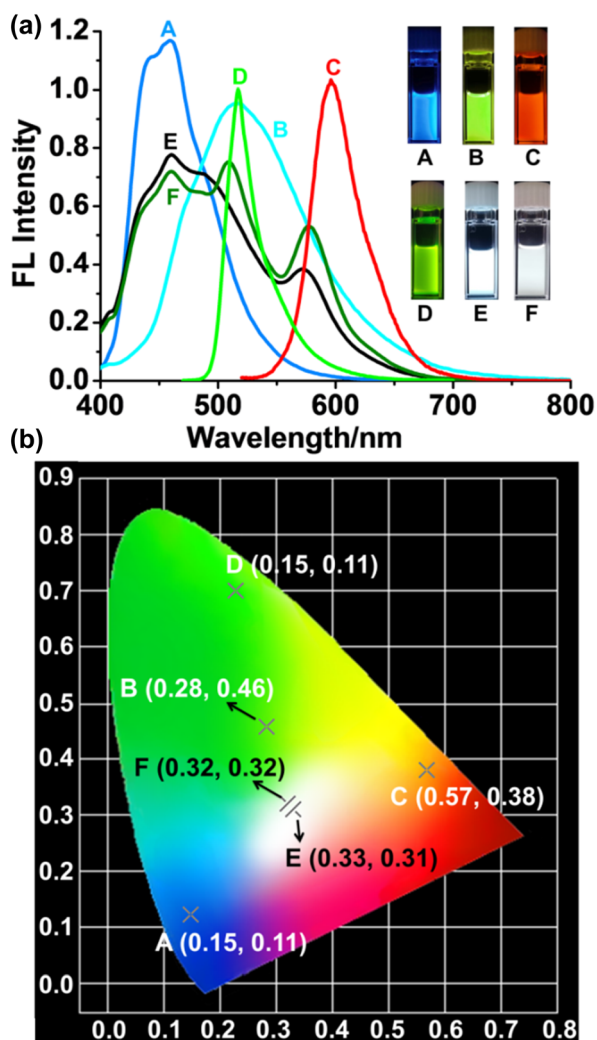 (a)
1.2
1.0
0.8
0.6
0.4
0.2
0.0
FL Intensity
A
D
B
C
E
F
A B C
D E F
400 500 600 700 800
Wavelength/nm
(b)
0.9
0.8
0.7
0.6
0.5
0.4
0.3
0.2
0.1
0.0
D (0.15, 0.11)
B (0.28, 0.46)
F (0.32, 0.32)
C (0.57, 0.38)
E (0.33, 0.31)
A (0.15, 0.11)
0.0 0.1 0.2 0.3 0.4 0.5 0.6 0.7 0.8